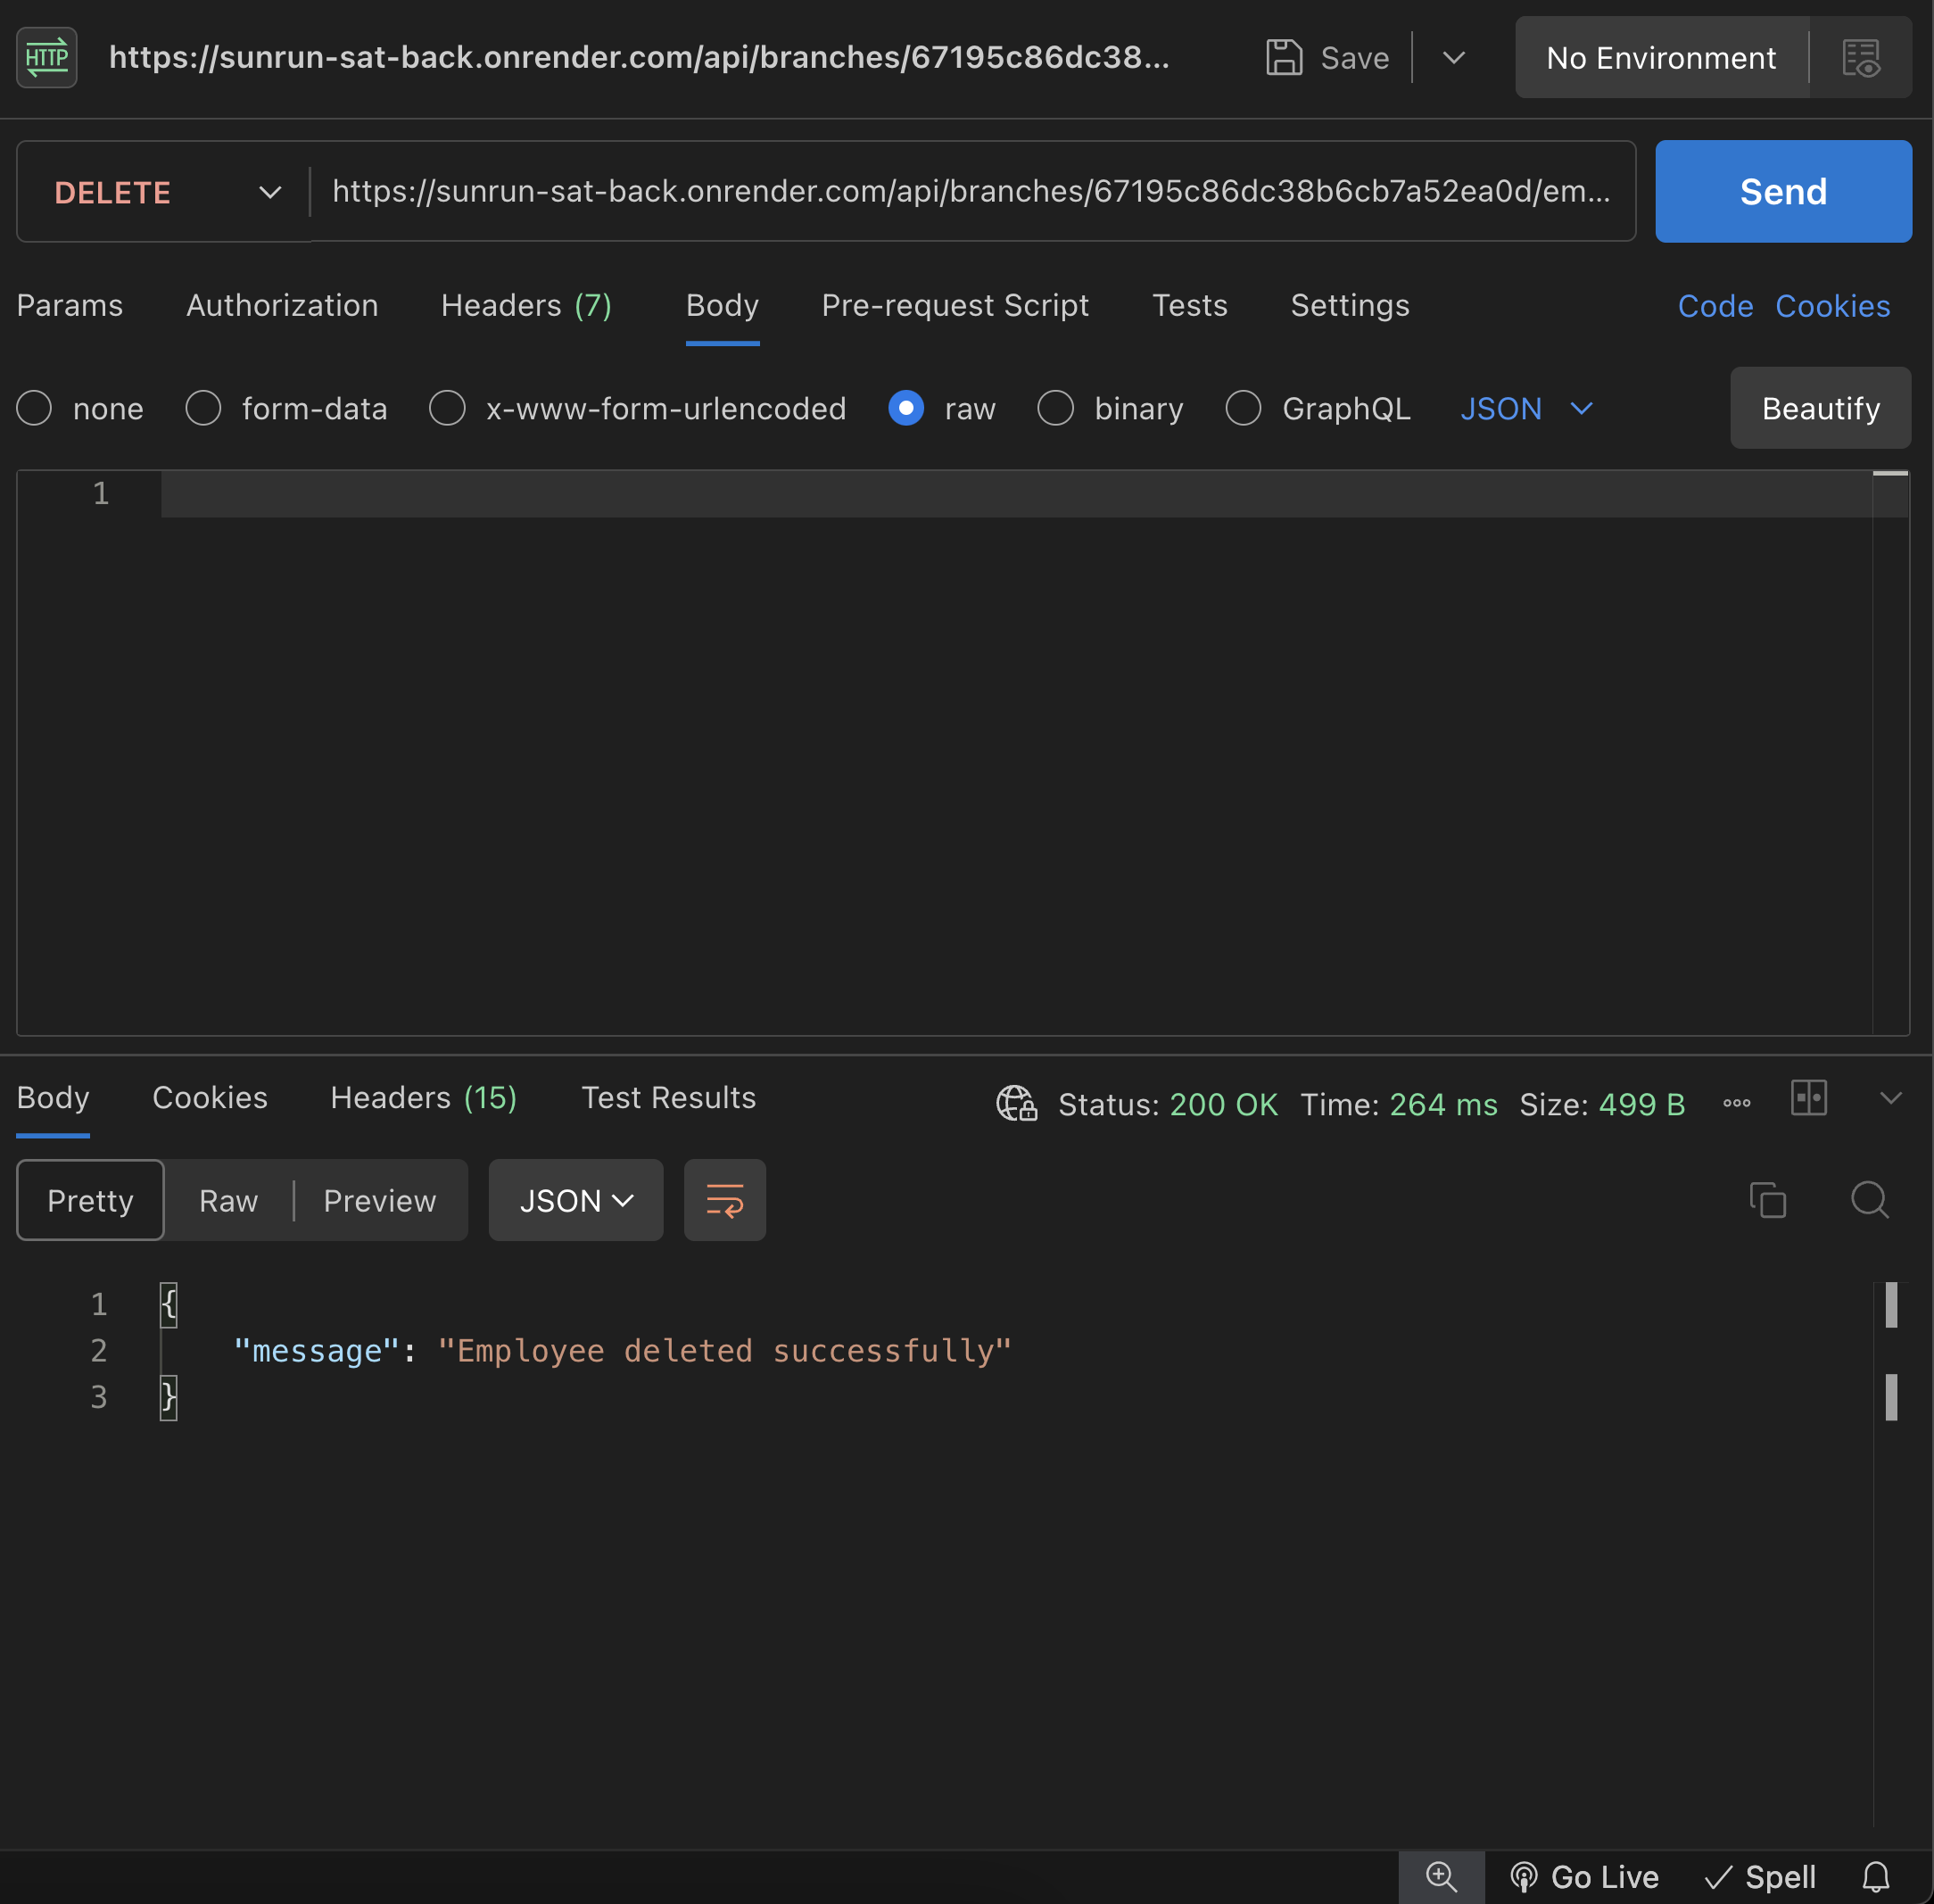 HTTP https://sunrun-sat-back.onrender.com/api/branches/67195c86dc38... Save No Environment
DELETE https://sunrun-sat-back.onrender.com/api/branches/67195c86dc38b6cb7a52ea0d/em... Send
Params Authorization Headers (7) Body Pre-request Script Tests Settings Code Cookies
none form-data x-www-form-urlencoded raw binary GraphQL JSON Beautify
1
Body Cookies Headers (15) Test Results Status: 200 OK Time: 264 ms Size: 499 B
Pretty Raw Preview JSON
1 {
2 "message": "Employee deleted successfully"
3 }
Go Live Spell